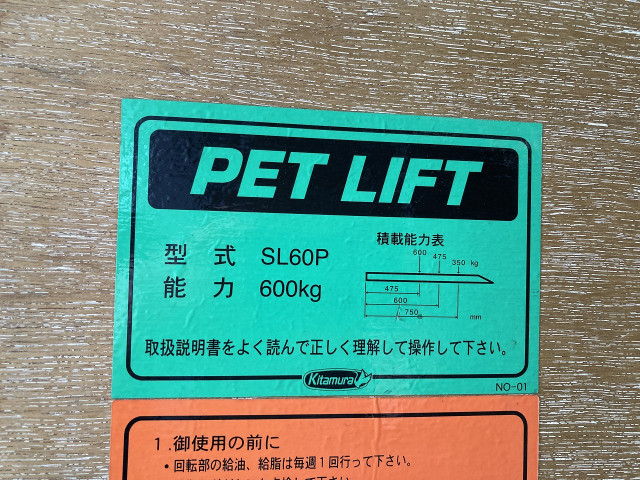 PET LIFT
型式 SL60P
能力 600kg
積載能力表
600 475 350 kg
475
600
750 mm
取扱説明書をよく読んで正しく理解して操作して下さい。
Kitamura
NO-01
1.御使用の前に
・回転部の給油、給脂は毎週1回行って下さい。